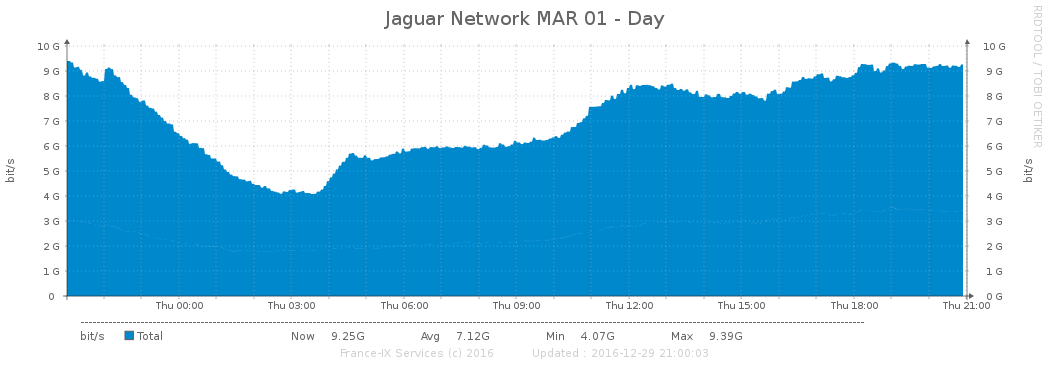 Jaguar Network MAR 01 - Day
RRDTOOL / TOBI OETIKER
10 G 10 G
9 G 9 G
8 G 8 G
7 G 7 G
6 G 6 G
5 G 5 G
4 G 4 G
3 G 3 G
2 G 2 G
1 G 1 G
0 0 G
bit/s bit/s
Thu 00:00 Thu 03:00 Thu 06:00 Thu 09:00 Thu 12:00 Thu 15:00 Thu 18:00 Thu 21:00
bit/s Total Now 9.25G Avg 7.12G Min 4.07G Max 9.39G
France-IX Services (c) 2016 Updated : 2016-12-29 21:00:03